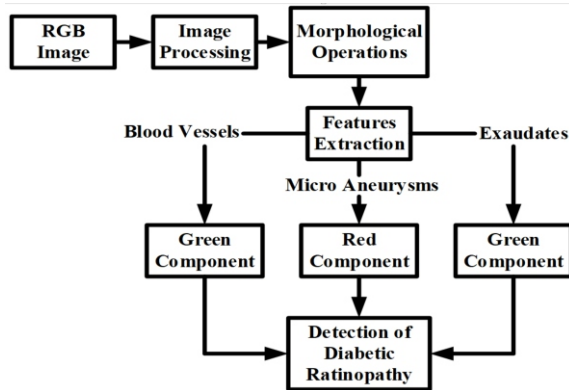 RGB
Image
Image
Processing
Morphological
Operations
Features
Extraction
Blood Vessels
Exaudates
Micro Aneurysms
Green
Component
Red
Component
Green
Component
Detection of
Diabetic
Ratinopathy